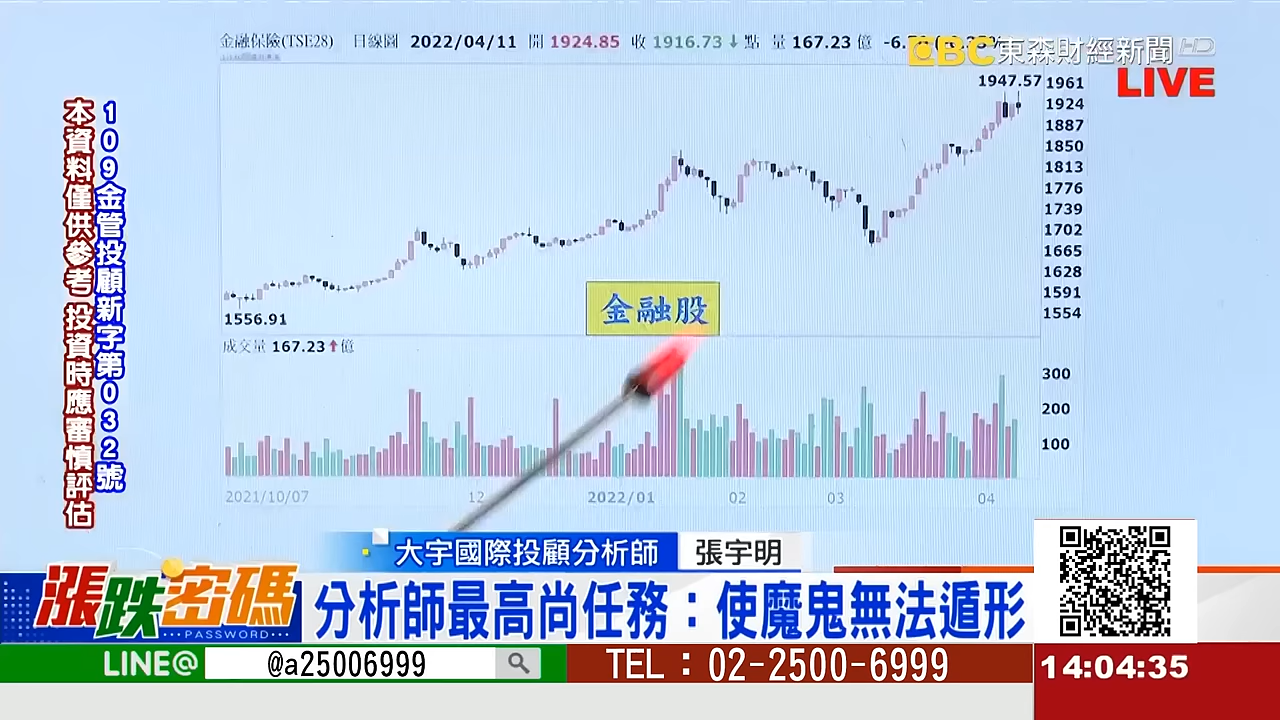 金融保險(TSE28) 日線圖 2022/04/11 開 1924.85 收 1916.73↓點 量 167.23 億
EBC 東森財經新聞 HD
LIVE
1947.57
1961
1924
1887
1850
1813
1776
1739
1702
1665
1628
1591
1554
1556.91
金融股
成交量 167.23↑億
300
200
100
2021/10/07 12 2022/01 02 03 04
109金管投顧新字第032號
本資料僅供參考 投資時應審慎評估
大宇國際投顧分析師 張宇明
漲跌密碼
PASSWORD
分析師最高尚任務：使魔鬼無法遁形
LINE@ @a25006999
TEL：02-2500-6999
14:04:35